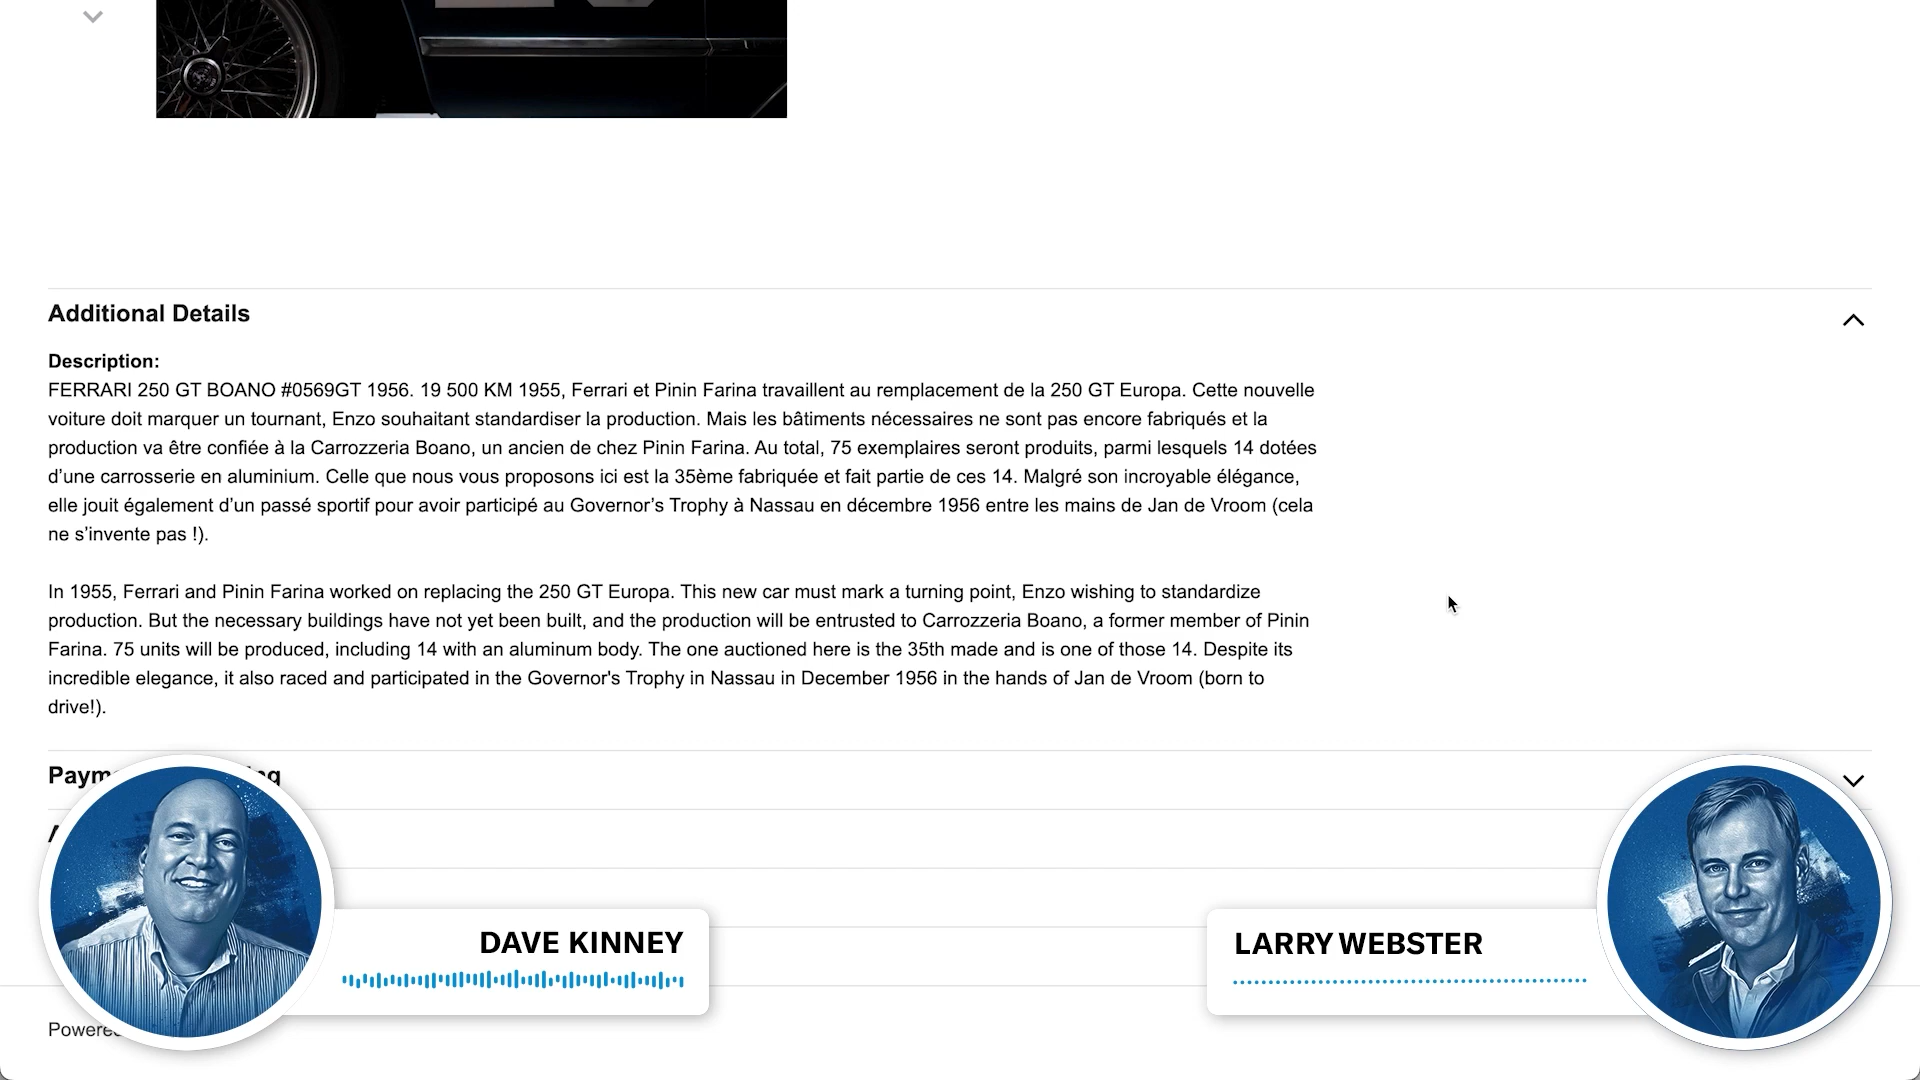 Additional Details
Description:
FERRARI 250 GT BOANO #0569GT 1956. 19 500 KM 1955, Ferrari et Pinin Farina travaillent au remplacement de la 250 GT Europa. Cette nouvelle
voiture doit marquer un tournant, Enzo souhaitant standardiser la production. Mais les bâtiments nécessaires ne sont pas encore fabriqués et la
production va être confiée à la Carrozzeria Boano, un ancien de chez Pinin Farina. Au total, 75 exemplaires seront produits, parmi lesquels 14 dotées
d’une carrosserie en aluminium. Celle que nous vous proposons ici est la 35ème fabriquée et fait partie de ces 14. Malgré son incroyable élégance,
elle jouit également d’un passé sportif pour avoir participé au Governor’s Trophy à Nassau en décembre 1956 entre les mains de Jan de Vroom (cela
ne s’invente pas !).
In 1955, Ferrari and Pinin Farina worked on replacing the 250 GT Europa. This new car must mark a turning point, Enzo wishing to standardize
production. But the necessary buildings have not yet been built, and the production will be entrusted to Carrozzeria Boano, a former member of Pinin
Farina. 75 units will be produced, including 14 with an aluminum body. The one auctioned here is the 35th made and is one of those 14. Despite its
incredible elegance, it also raced and participated in the Governor's Trophy in Nassau in December 1956 in the hands of Jan de Vroom (born to
drive!).
DAVE KINNEY
LARRY WEBSTER